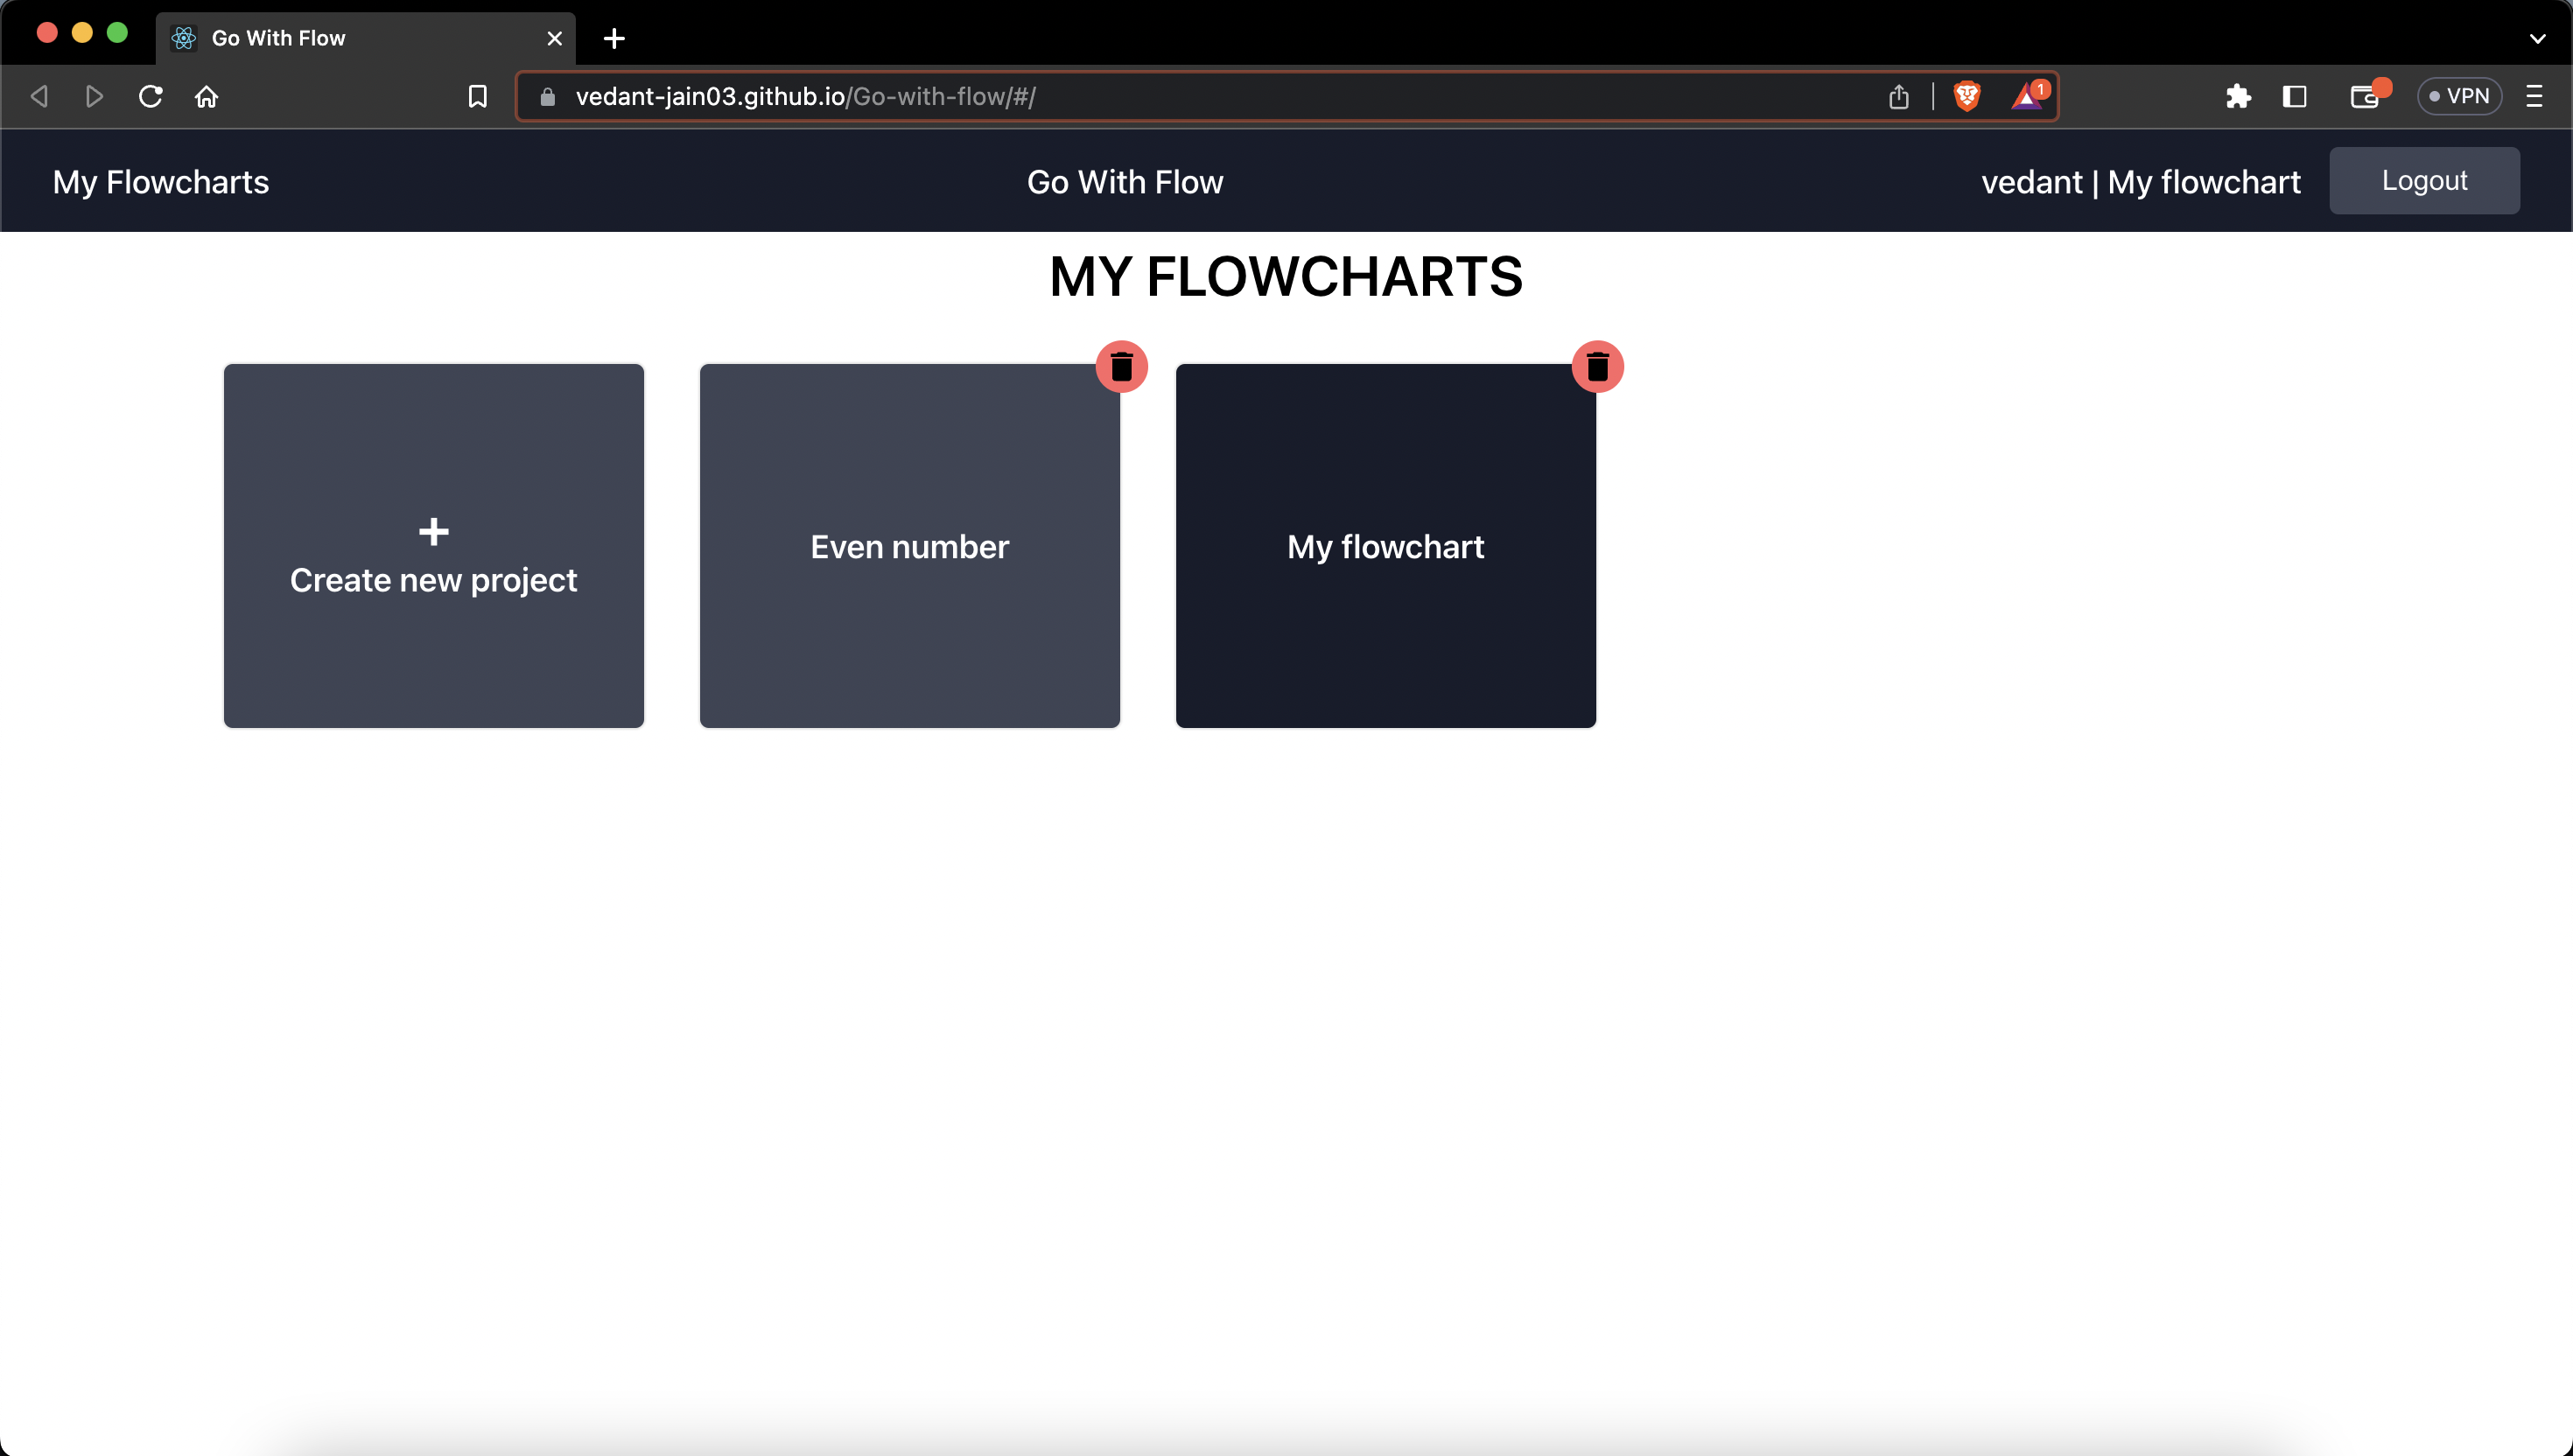 Go With Flow
vedant-jain03.github.io/Go-with-flow/#/
1
VPN
My Flowcharts
Go With Flow
vedant | My flowchart
Logout
MY FLOWCHARTS
+
Create new project
Even number
My flowchart